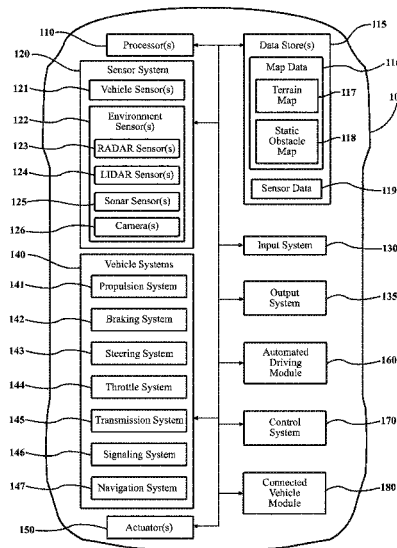 110
Processor(s)
Data Store(s)
115
120
Sensor System
Map Data
116
121
Vehicle Sensor(s)
Terrain
Map
117
122
Environment
Sensor(s)
123
RADAR Sensor(s)
Static
Obstacle
Map
118
124
LIDAR Sensor(s)
125
Sonar Sensor(s)
Sensor Data
119
126
Camera(s)
Input System
130
140
Vehicle Systems
141
Propulsion System
Output
System
135
142
Braking System
143
Steering System
Automated
Driving
Module
160
144
Throttle System
145
Transmission System
Control
System
170
146
Signaling System
147
Navigation System
Connected
Vehicle
Module
180
150
Actuator(s)